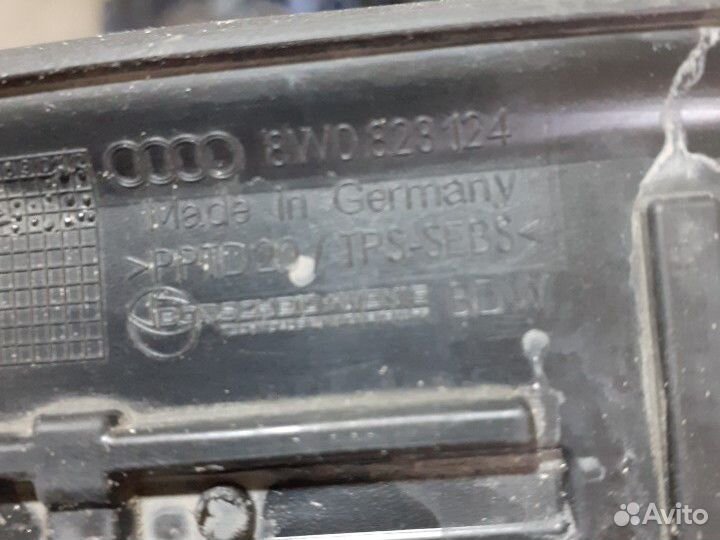 8W0 823 124
Made in Germany
>PP TD20 / TPS-SEBS<
BDW
Avito